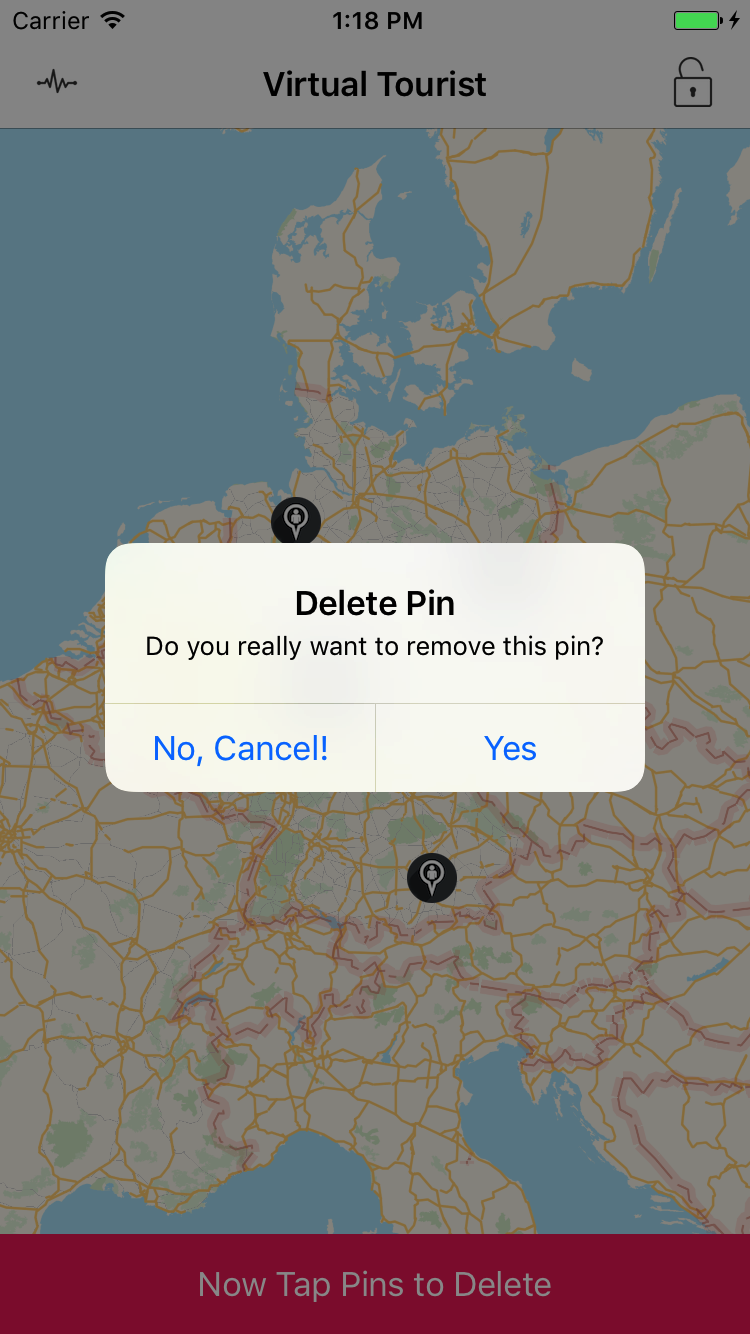 Carrier 1:18 PM
Virtual Tourist
Delete Pin
Do you really want to remove this pin?
No, Cancel! Yes
Now Tap Pins to Delete